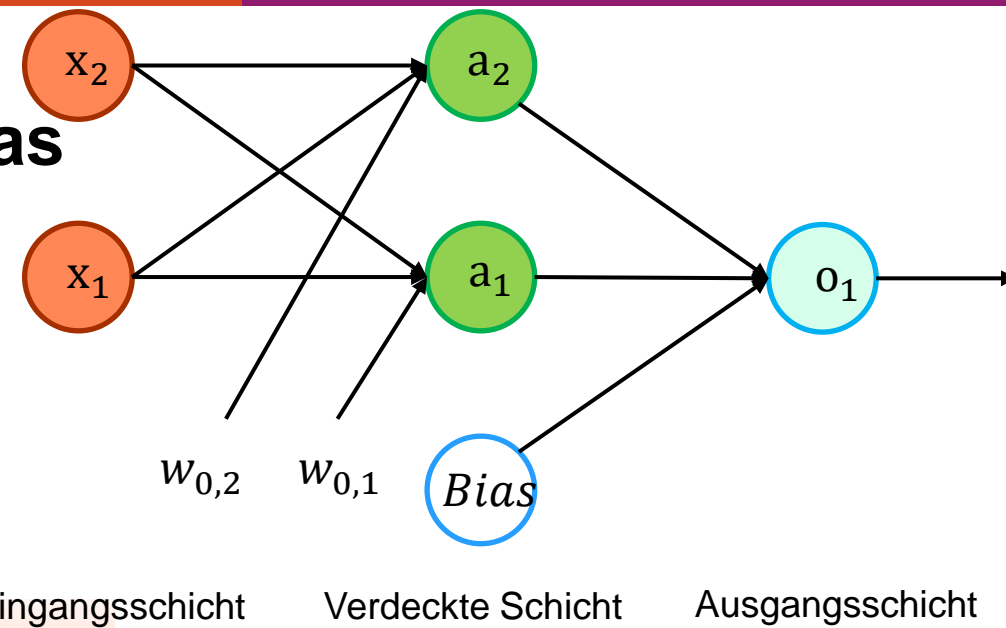 x₂ a₂
as
x₁ a₁ o₁
w₀,₂ w₀,₁ Bias
ingangsschicht Verdeckte Schicht Ausgangsschicht